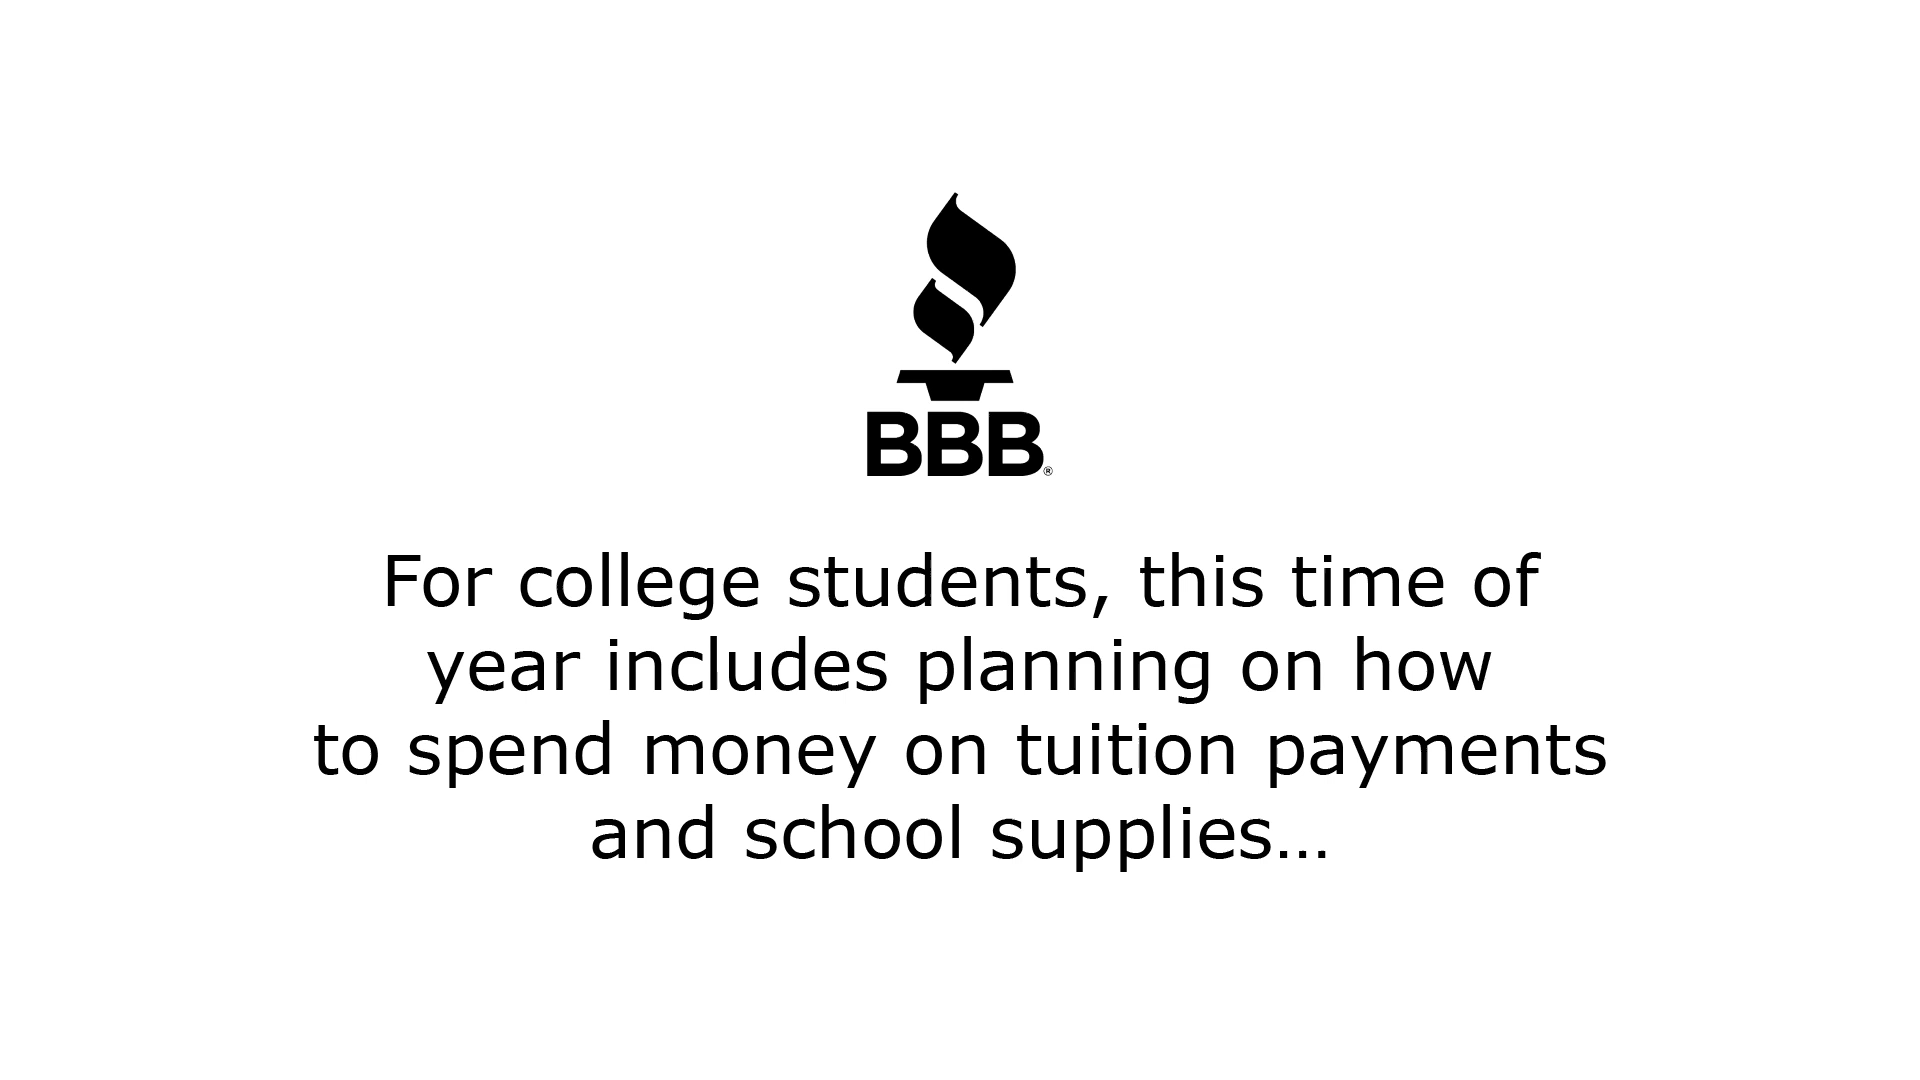 BBB®
For college students, this time of
year includes planning on how
to spend money on tuition payments
and school supplies…